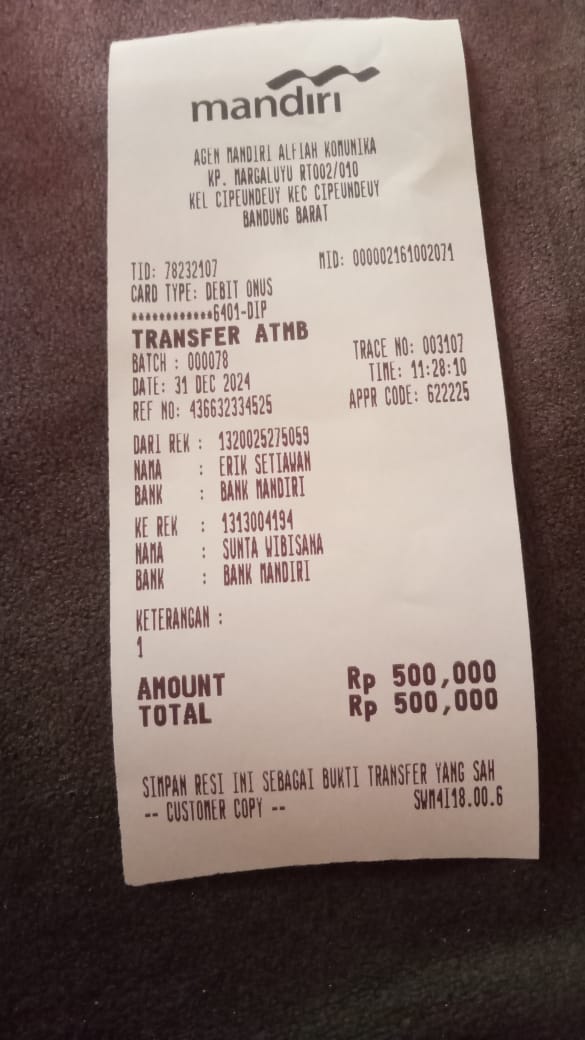 mandiri
AGEN MANDIRI ALFIAH KOMUNIKA
KP. MARGALUYU RT002/010
KEL CIPEUNDEUY KEC CIPEUNDEUY
BANDUNG BARAT
TID: 78232107 MID: 000002161002071
CARD TYPE: DEBIT ONUS
************6401-DIP
TRANSFER ATMB
BATCH : 000078 TRACE NO: 003107
DATE: 31 DEC 2024 TIME: 11:28:10
REF NO: 436632334525 APPR CODE: 622225
DARI REK : 1320025275059
NAMA : ERIK SETIAWAN
BANK : BANK MANDIRI
KE REK : 1313004194
NAMA : SUNTA WIBISANA
BANK : BANK MANDIRI
KETERANGAN :
1
AMOUNT Rp 500,000
TOTAL Rp 500,000
SIMPAN RESI INI SEBAGAI BUKTI TRANSFER YANG SAH
-- CUSTOMER COPY -- SWM4I18.00.6